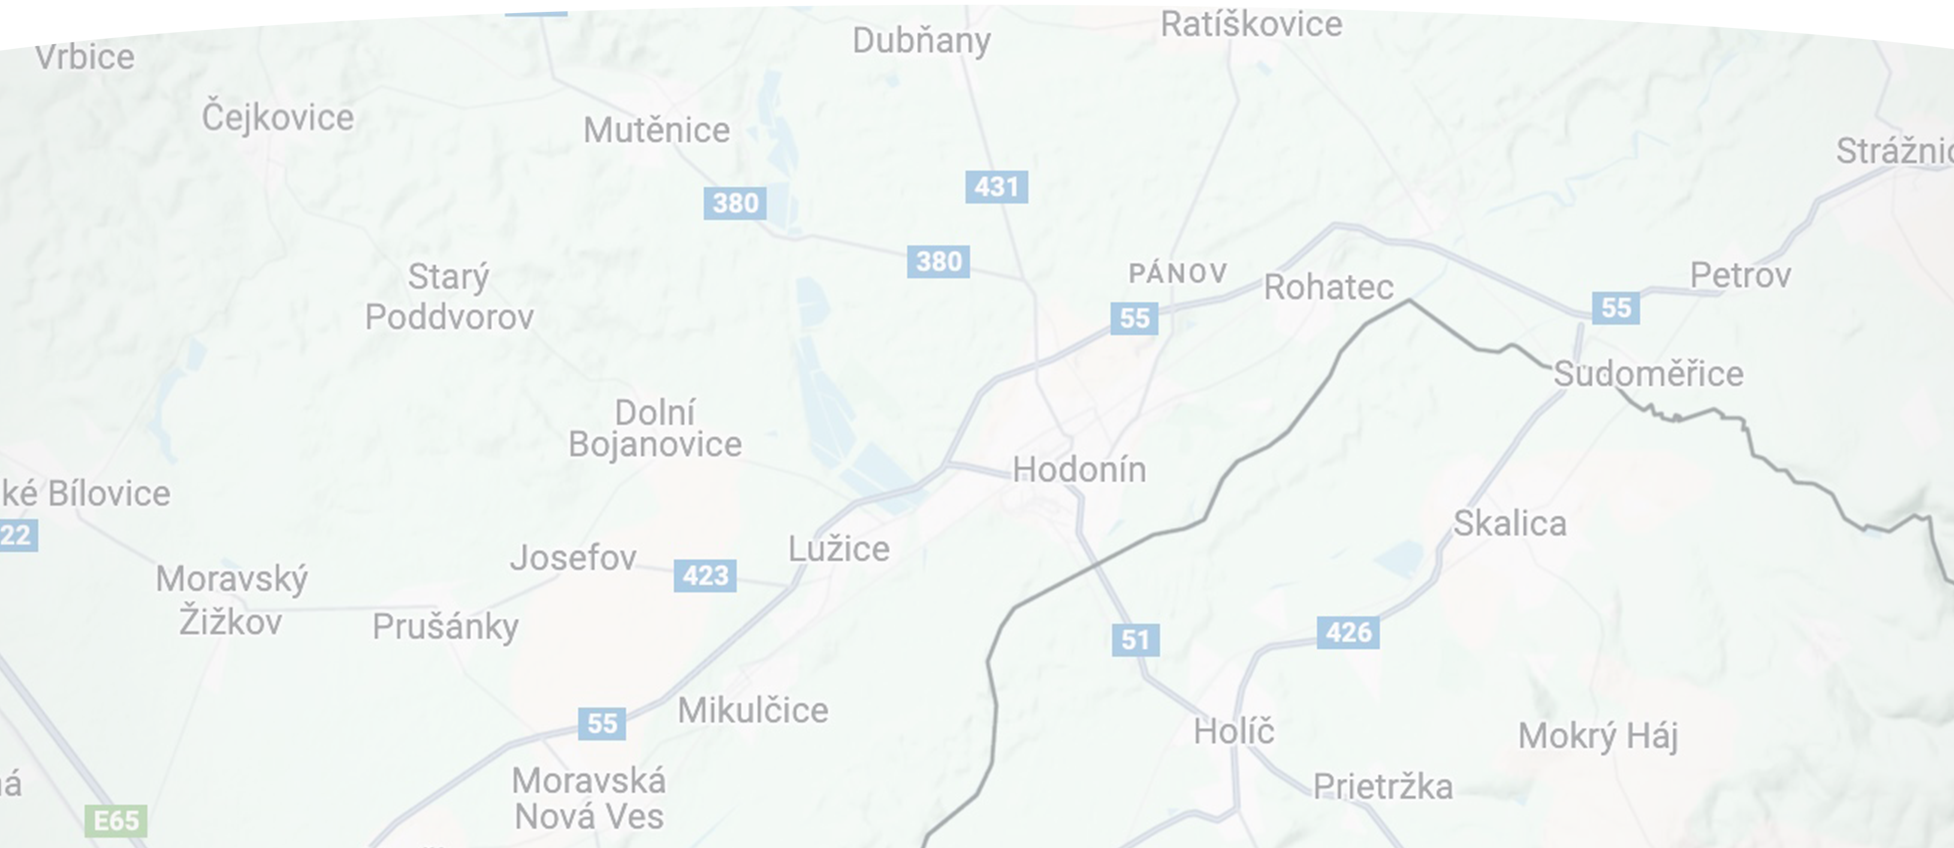 Ratíškovice
Dubňany
Vrbice
Čejkovice
Mutěnice
Strážnic
431
380
380
PÁNOV
Starý
Poddvorov
Rohatec
Petrov
55
55
Sudoměřice
Dolní
Bojanovice
Hodonín
ké Bílovice
22
Skalica
Lužice
Josefov
423
Moravský
Žižkov
Prušánky
426
51
Mikulčice
55
Holíč
Mokrý Háj
Moravská
Nová Ves
Prietržka
á
E65